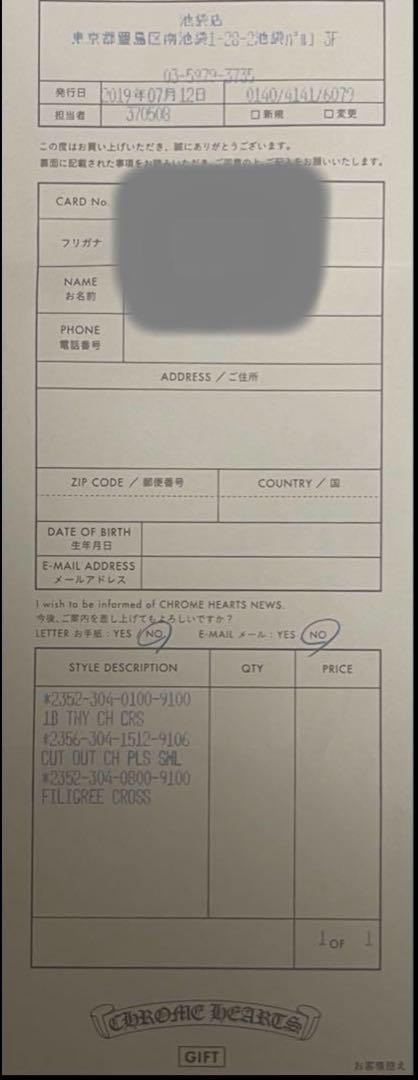 池袋店
東京都豊島区南池袋1-28-2池袋ﾊﾟﾙｺ 3F
03-5979-3735
発行日 2019年07月12日 0140/4141/6079
担当者 370508 □ 新規 □ 変更
この度はお買い上げいただき、誠にありがとうございます。
裏面に記載された事項をお読みいただき、ご同意の上、ご記入をお願いいたします。
CARD No.
フリガナ
NAME
お名前
PHONE
電話番号
ADDRESS / ご住所
ZIP CODE / 郵便番号 COUNTRY / 国
DATE OF BIRTH
生年月日
E-MAIL ADDRESS
メールアドレス
I wish to be informed of CHROME HEARTS NEWS.
今後、ご案内を差し上げてもよろしいですか?
LETTER お手紙 : YES / NO E-MAIL メール : YES / NO
STYLE DESCRIPTION QTY PRICE
*2352-304-0100-9100
1B TNY CH CRS
*2356-304-1512-9106
CUT OUT CH PLS SML
*2352-304-0800-9100
FILIGREE CROSS
1 OF 1
CHROME HEARTS
GIFT
お客様控え